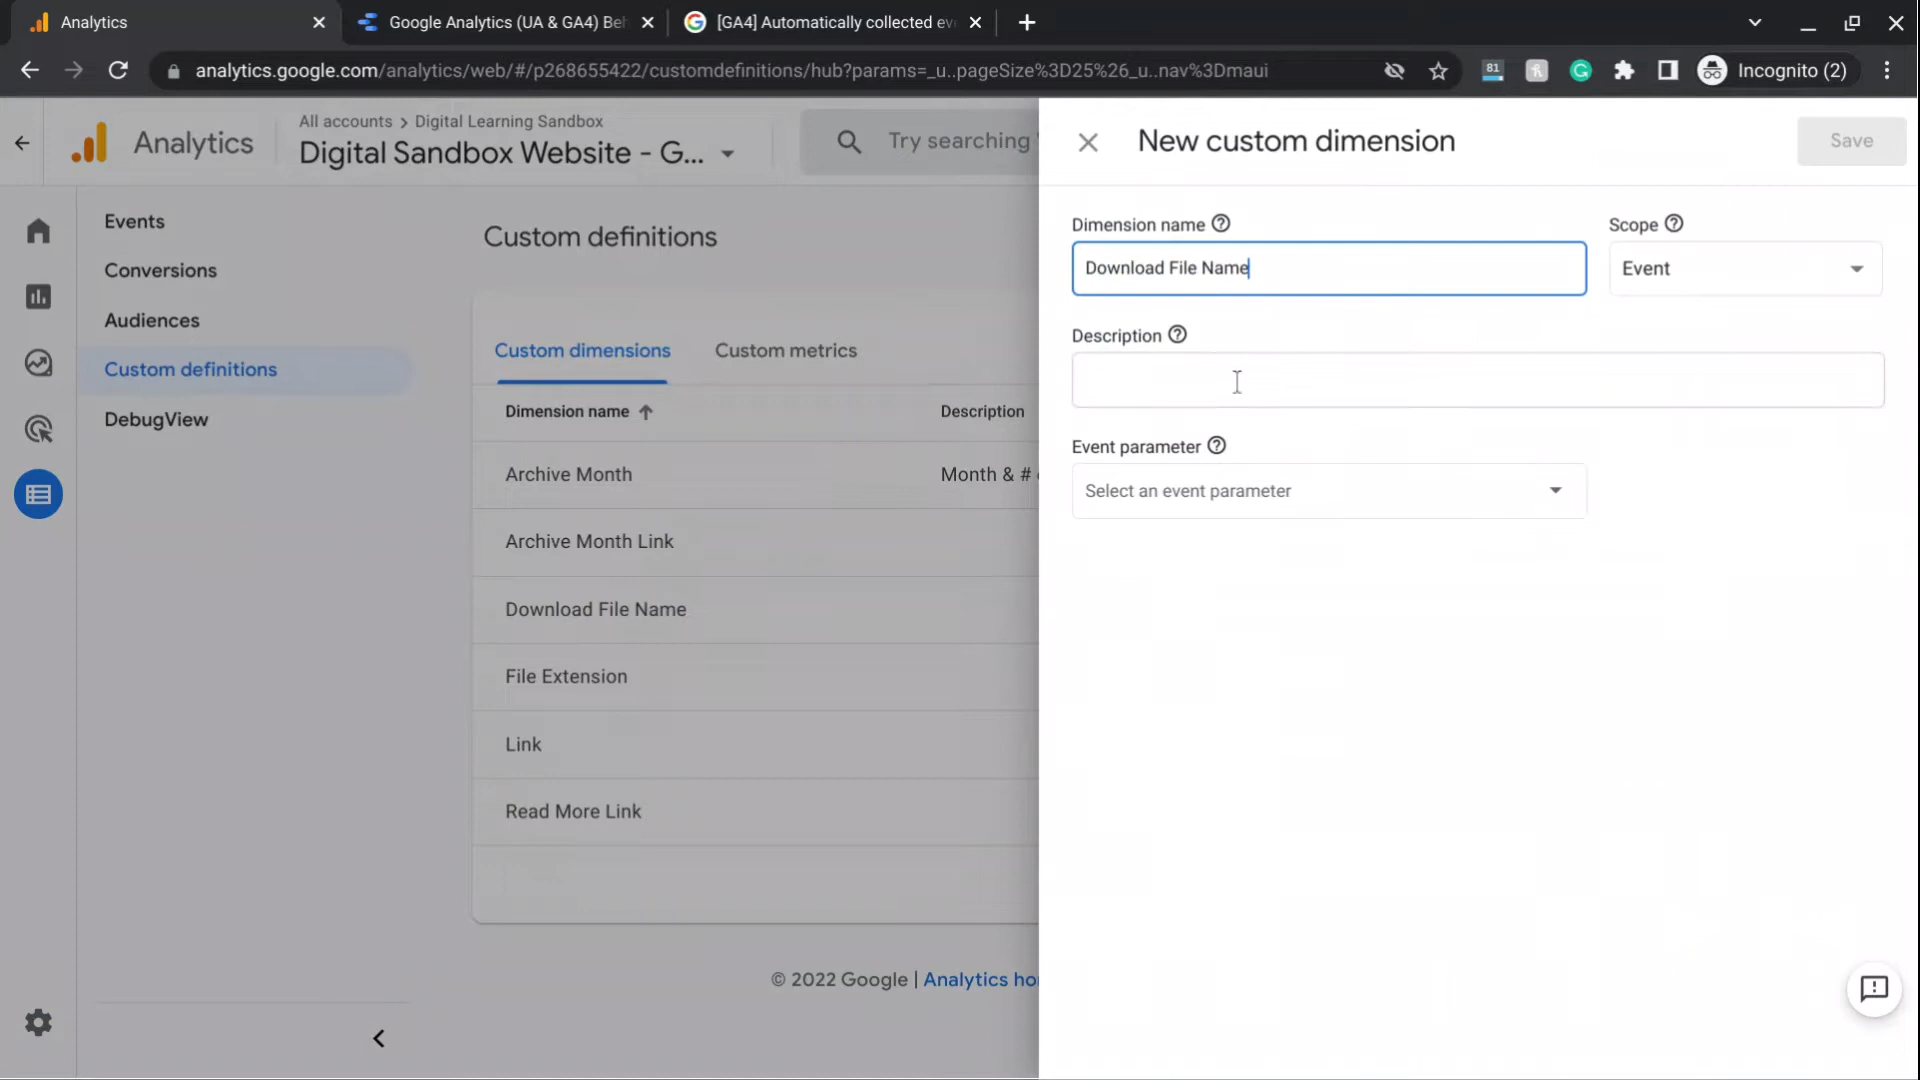 Analytics
Google Analytics (UA & GA4) Beh
[GA4] Automatically collected eve
analytics.google.com/analytics/web/#/p268655422/customdefinitions/hub?params=_u..pageSize%3D25%26_u..nav%3Dmaui
81
Incognito (2)
Analytics
All accounts > Digital Learning Sandbox
Digital Sandbox Website - G...
Try searching
New custom dimension
Save
Events
Conversions
Audiences
Custom definitions
DebugView
Custom definitions
Custom dimensions
Custom metrics
Dimension name
Description
Archive Month
Month & #
Archive Month Link
Download File Name
File Extension
Link
Read More Link
© 2022 Google | Analytics ho
Dimension name
Scope
Download File Name
Event
Description
Event parameter
Select an event parameter